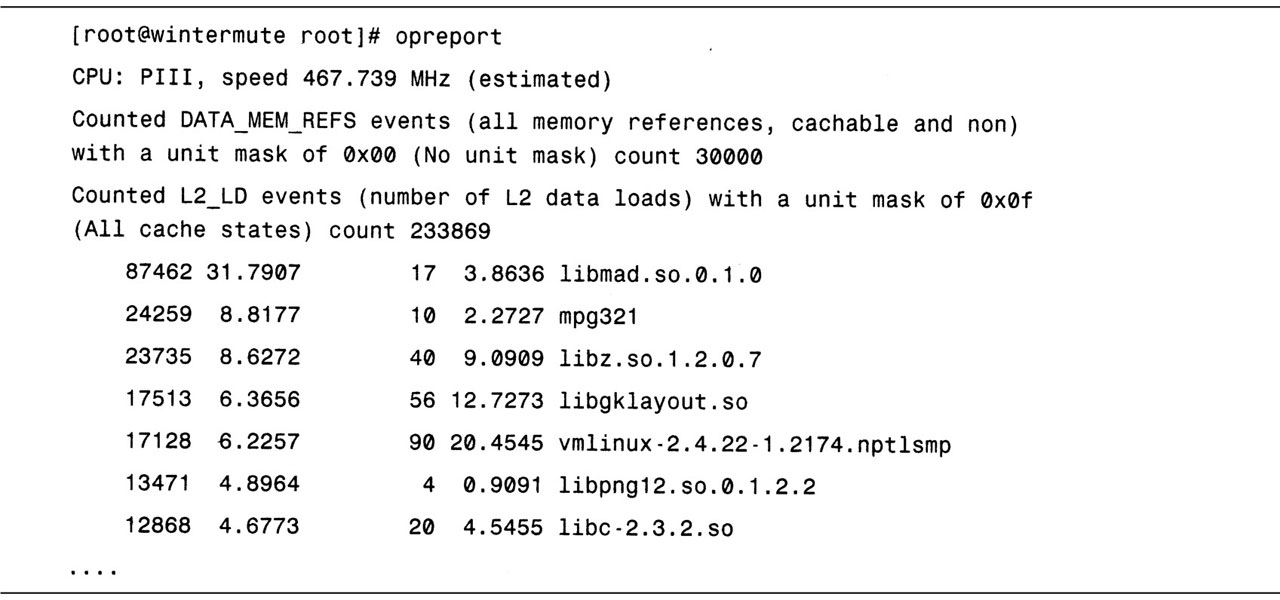 [root@wintermute root]# opreport
CPU: PIII, speed 467.739 MHz (estimated)
Counted DATA_MEM_REFS events (all memory references, cachable and non)
with a unit mask of 0x00 (No unit mask) count 30000
Counted L2_LD events (number of L2 data loads) with a unit mask of 0x0f
(All cache states) count 233869
87462 31.7907 17 3.8636 libmad.so.0.1.0
24259 8.8177 10 2.2727 mpg321
23735 8.6272 40 9.0909 libz.so.1.2.0.7
17513 6.3656 56 12.7273 libgklayout.so
17128 6.2257 90 20.4545 vmlinux-2.4.22-1.2174.nptlsmp
13471 4.8964 4 0.9091 libpng12.so.0.1.2.2
12868 4.6773 20 4.5455 libc-2.3.2.so
....